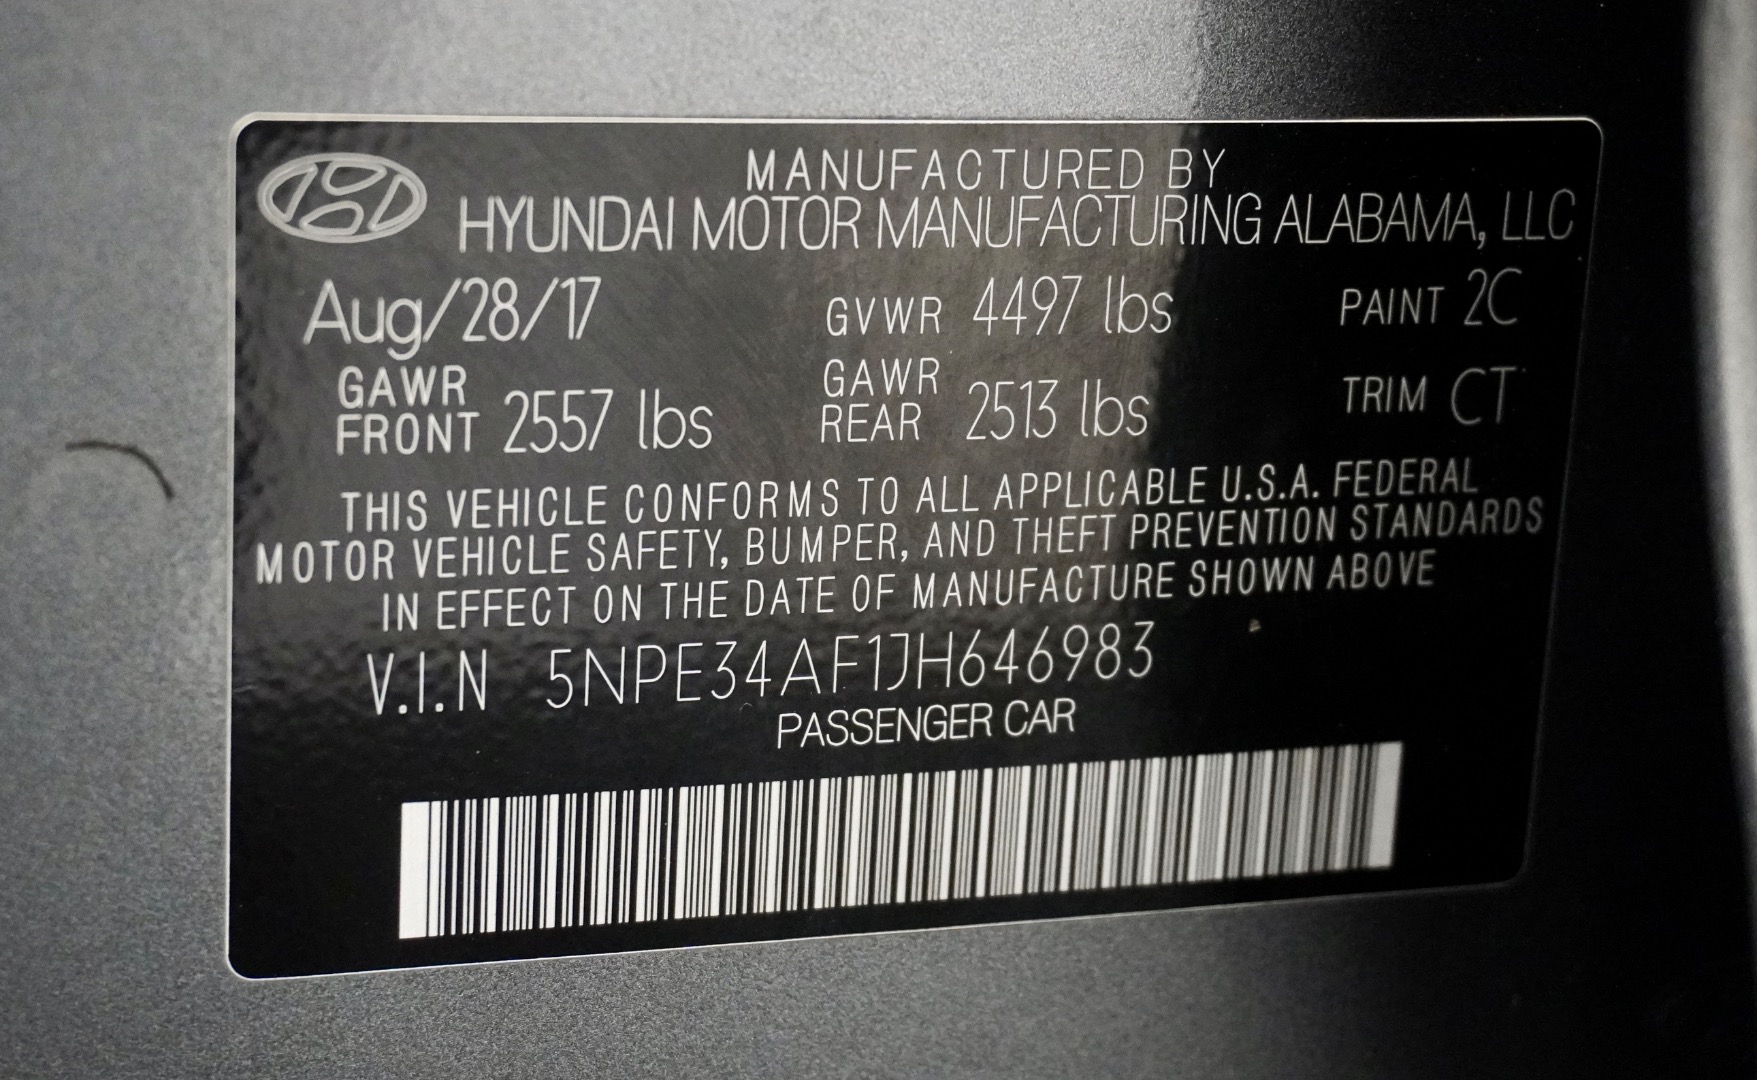 MANUFACTURED BY
HYUNDAI MOTOR MANUFACTURING ALABAMA, LLC
Aug/28/17 GVWR 4497 lbs PAINT 2C
GAWR FRONT 2557 lbs GAWR REAR 2513 lbs TRIM CT
THIS VEHICLE CONFORMS TO ALL APPLICABLE U.S.A. FEDERAL
MOTOR VEHICLE SAFETY, BUMPER, AND THEFT PREVENTION STANDARDS
IN EFFECT ON THE DATE OF MANUFACTURE SHOWN ABOVE
V.I.N 5NPE34AF1JH646983
PASSENGER CAR